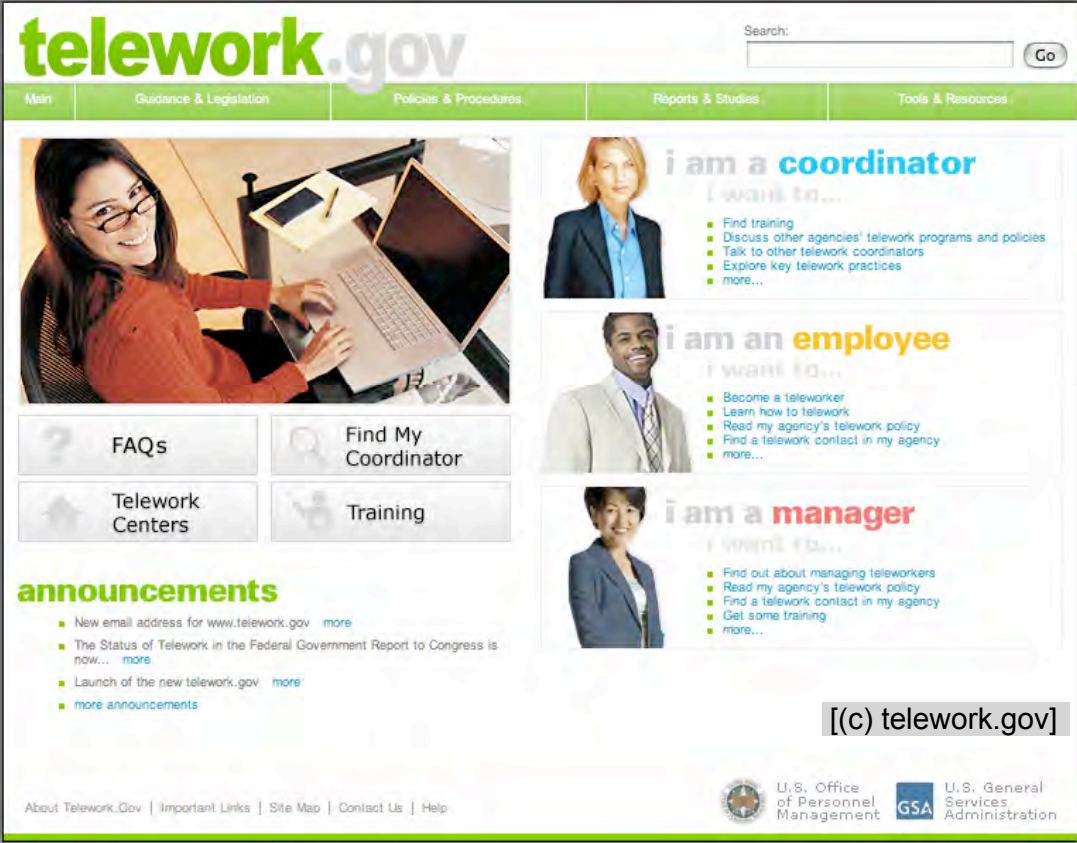 telework.gov
Search:
Go
Main
Guidance & Legislation
Policies & Procedures
Reports & Studies
Tools & Resources
i am a coordinator
i want to...
Find training
Discuss other agencies' telework programs and policies
Talk to other telework coordinators
Explore key telework practices
more...
i am an employee
i want to...
Become a teleworker
Learn how to telework
Read my agency's telework policy
Find a telework contact in my agency
more...
i am a manager
i want to...
Find out about managing teleworkers
Read my agency's telework policy
Find a telework contact in my agency
Get some training
more...
?
FAQs
Find My
Coordinator
Telework
Centers
Training
announcements
New email address for www.telework.gov more
The Status of Telework in the Federal Government Report to Congress is
now... more
Launch of the new telework.gov more
more announcements
[(c) telework.gov]
About Telework.Gov | Important Links | Site Map | Contact Us | Help
U.S. Office
of Personnel
Management
GSA
U.S. General
Services
Administration